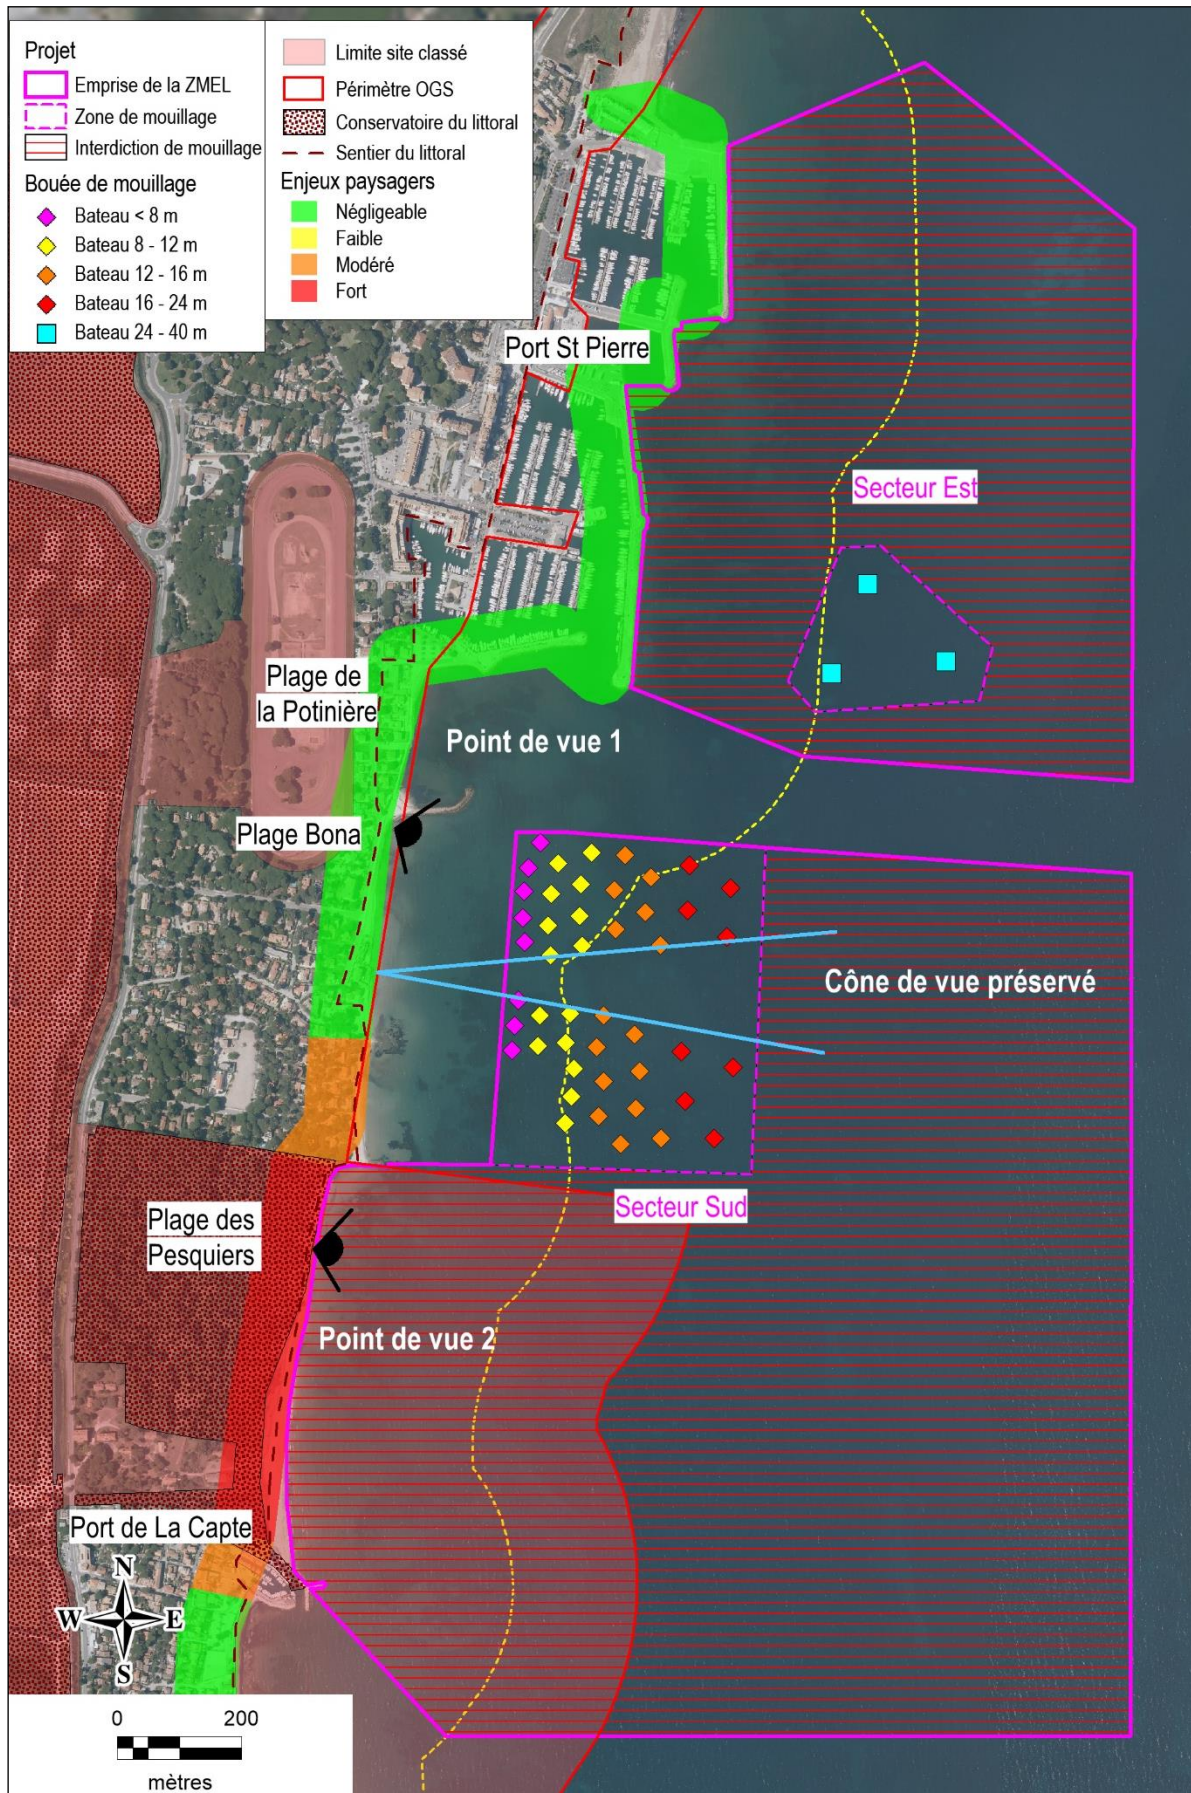 Projet
Emprise de la ZMEL
Zone de mouillage
Interdiction de mouillage
Bouée de mouillage
Bateau < 8 m
Bateau 8 - 12 m
Bateau 12 - 16 m
Bateau 16 - 24 m
Bateau 24 - 40 m
Limite site classé
Périmètre OGS
Conservatoire du littoral
Sentier du littoral
Enjeux paysagers
Négligeable
Faible
Modéré
Fort
Port St Pierre
Secteur Est
Plage de
la Potinière
Point de vue 1
Plage Bona
Cône de vue préservé
Plage des
Pesquiers
Secteur Sud
Point de vue 2
Port de La Capte
N
W
E
S
0
200
mètres